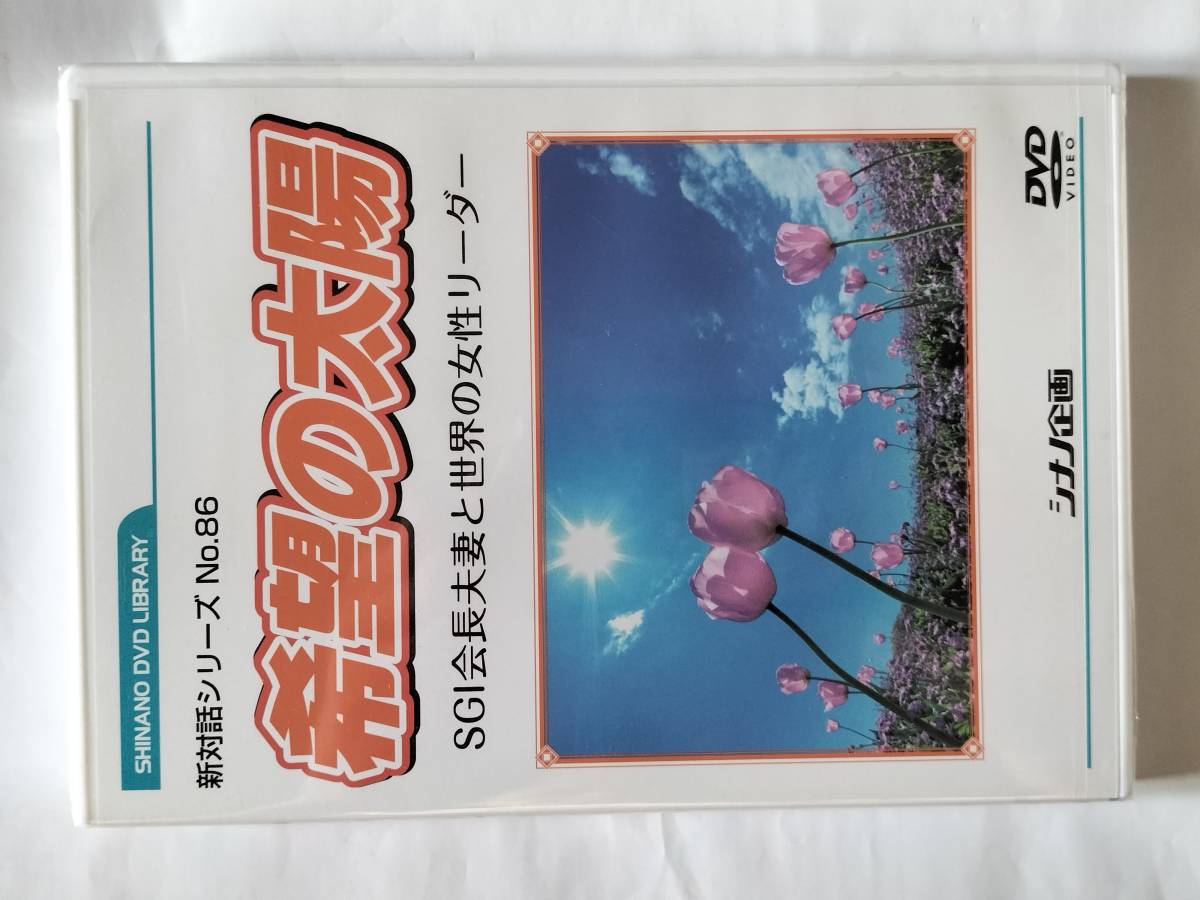 SHINANO DVD LIBRARY
新対話シリーズ No.86
希望の太陽
SGI会長夫妻と世界の女性リーダー
シナノ企画
DVD
VIDEO